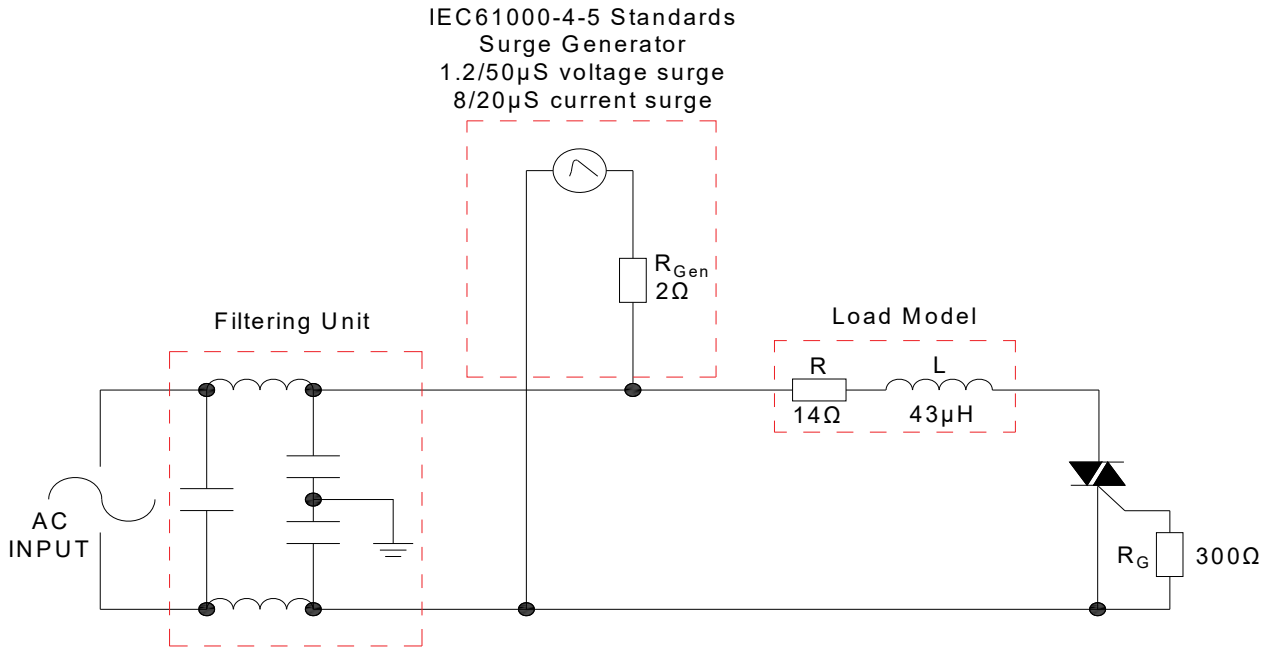 IEC61000-4-5 Standards
Surge Generator
1.2/50µS voltage surge
8/20µS current surge
RGen
2Ω
Filtering Unit
Load Model
R
L
14Ω
43µH
AC
INPUT
RG
300Ω